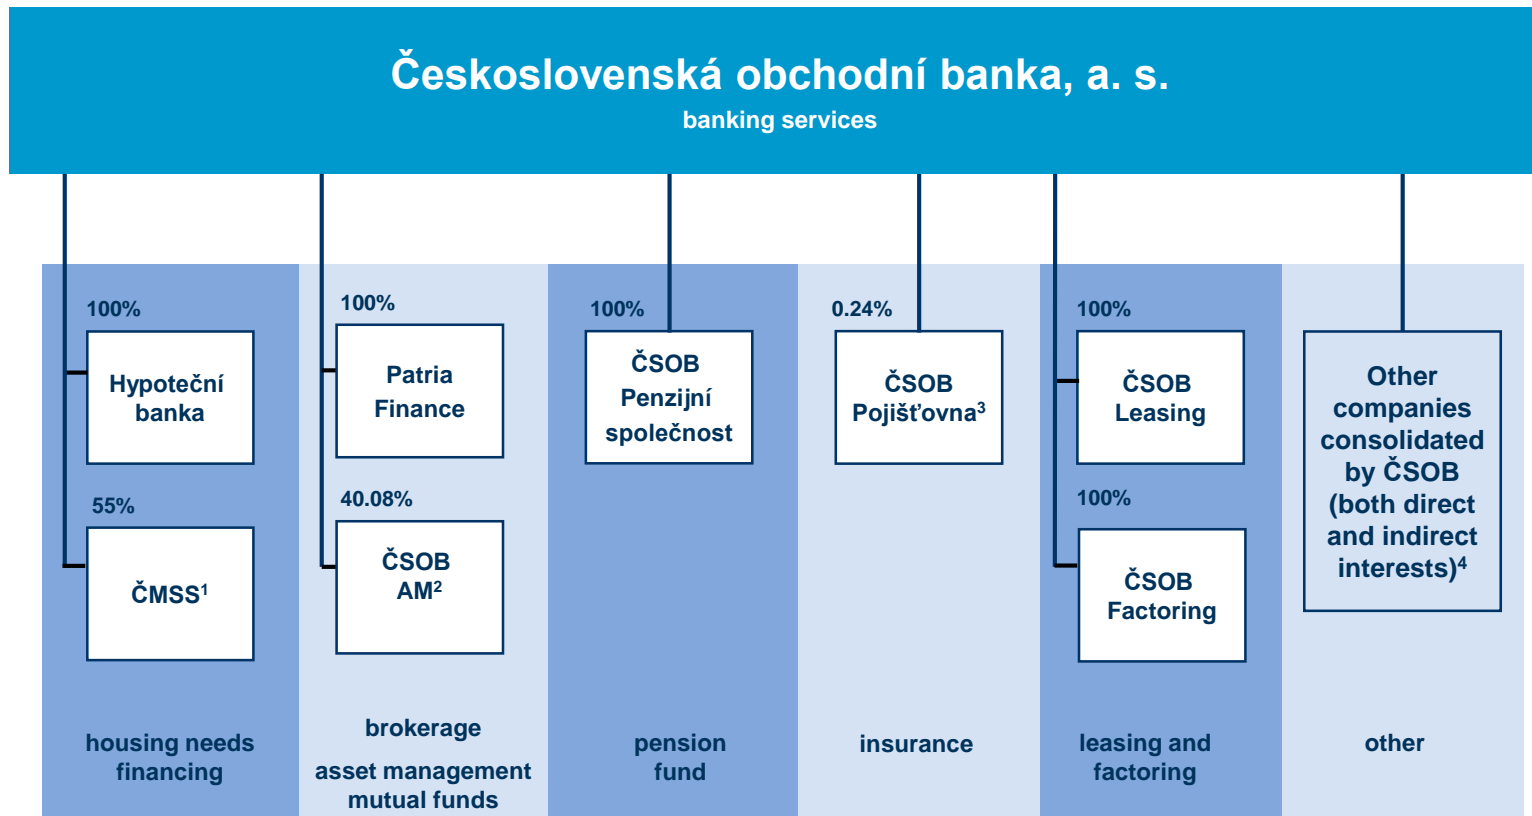 Československá obchodní banka, a. s.
banking services
100%
Hypoteční
banka
55%
ČMSS1
housing needs
financing
100%
Patria
Finance
40.08%
ČSOB
AM2
brokerage
asset management
mutual funds
100%
ČSOB
Penzijní
společnost
pension
fund
0.24%
ČSOB
Pojišťovna3
insurance
100%
ČSOB
Leasing
100%
ČSOB
Factoring
leasing and
factoring
Other
companies
consolidated
by ČSOB
(both direct
and indirect
interests)4
other